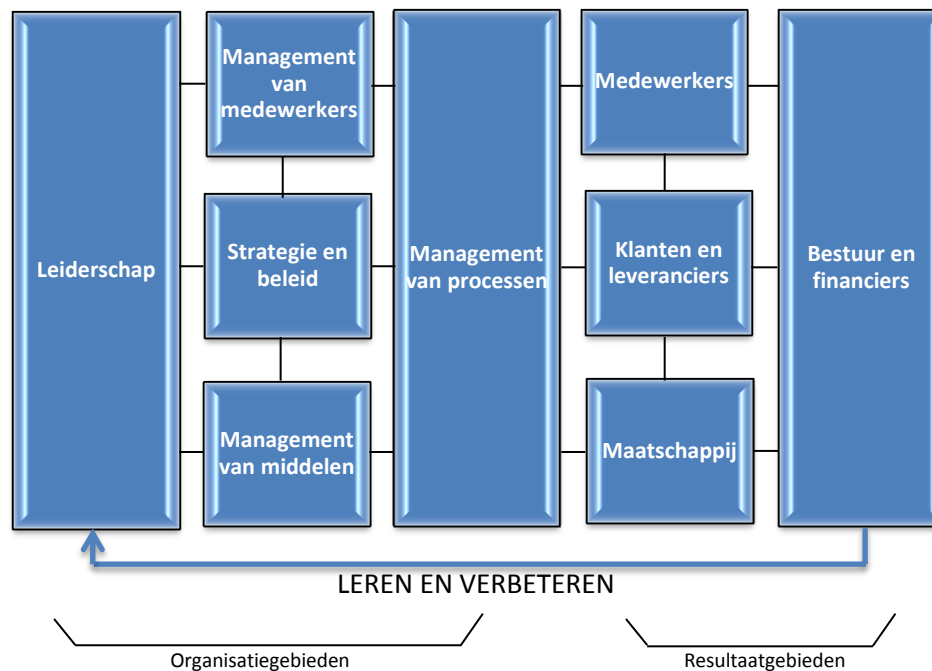 Leiderschap
Management
van
medewerkers
Strategie en
beleid
Management
van middelen
Management
van processen
Medewerkers
Klanten en
leveranciers
Maatschappij
Bestuur en
financiers
LEREN EN VERBETEREN
Organisatiegebieden
Resultaatgebieden